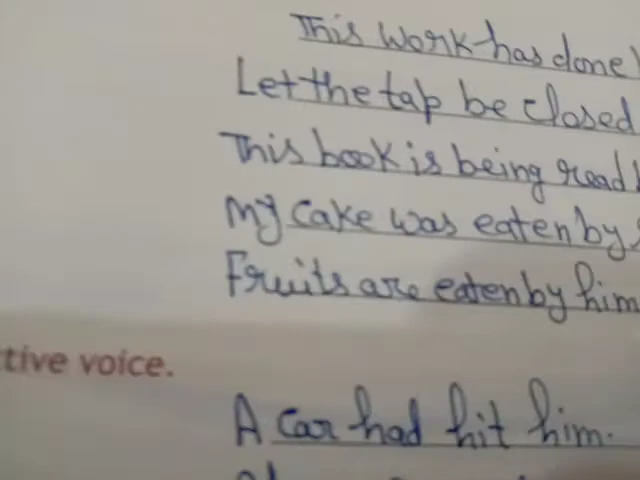 This work has done
Let the tap be closed
This book is being read
My cake was eaten by
Fruits are eaten by him
tive voice.
A car had hit him.